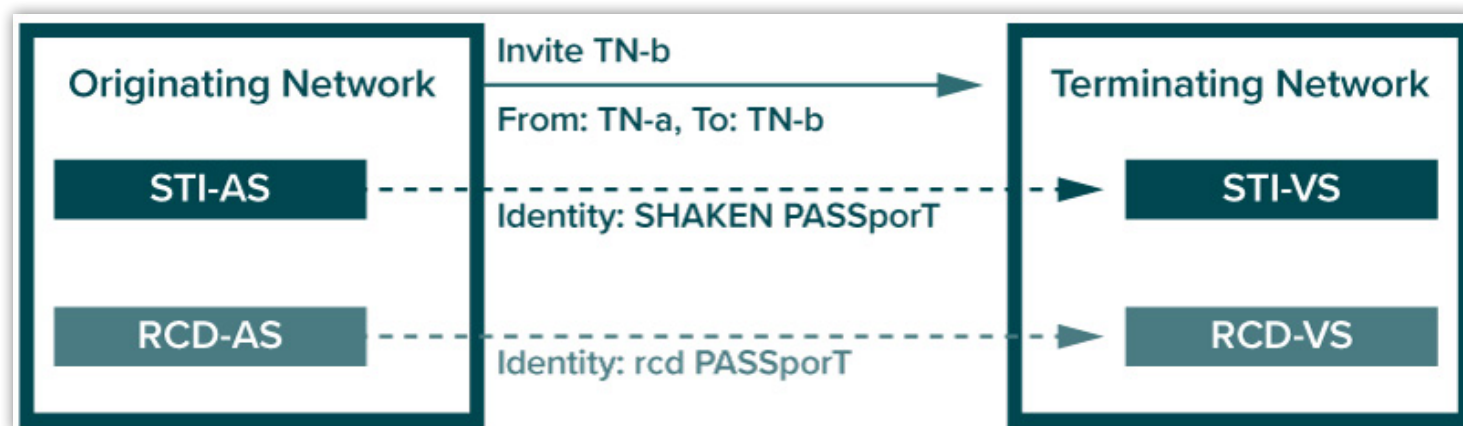 Originating Network
Invite TN-b
From: TN-a, To: TN-b
Terminating Network
STI-AS
Identity: SHAKEN PASSporT
STI-VS
RCD-AS
Identity: rcd PASSporT
RCD-VS